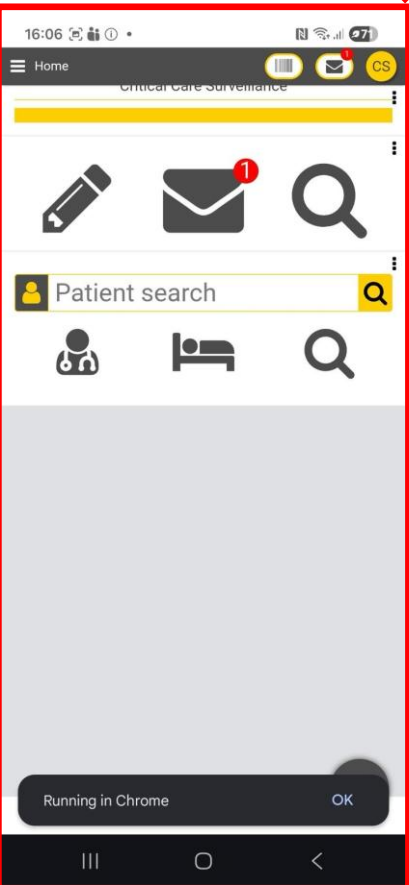 16:06 71
Home 1 CS
Critical Care Surveillance
1
Patient search
Running in Chrome OK